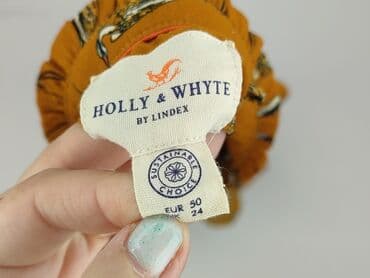 HOLLY & WHYTE
BY LINDEX
SUSTAINABLE
CHOICE
EUR 50
24